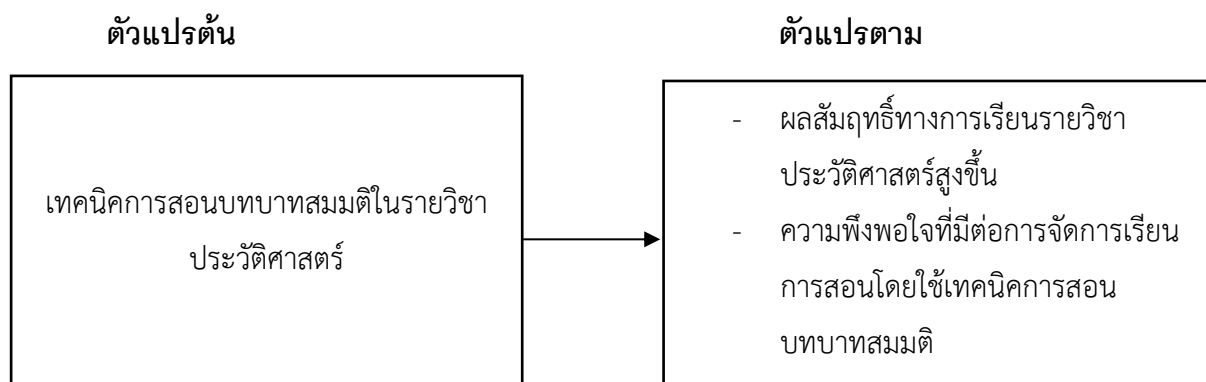 ตัวแปรต้น
ตัวแปรตาม
เทคนิคการสอนบทบาทสมมติในรายวิชา
ประวัติศาสตร์
- ผลสัมฤทธิ์ทางการเรียนรายวิชา
ประวัติศาสตร์สูงขึ้น
- ความพึงพอใจที่มีต่อการจัดการเรียน
การสอนโดยใช้เทคนิคการสอน
บทบาทสมมติ